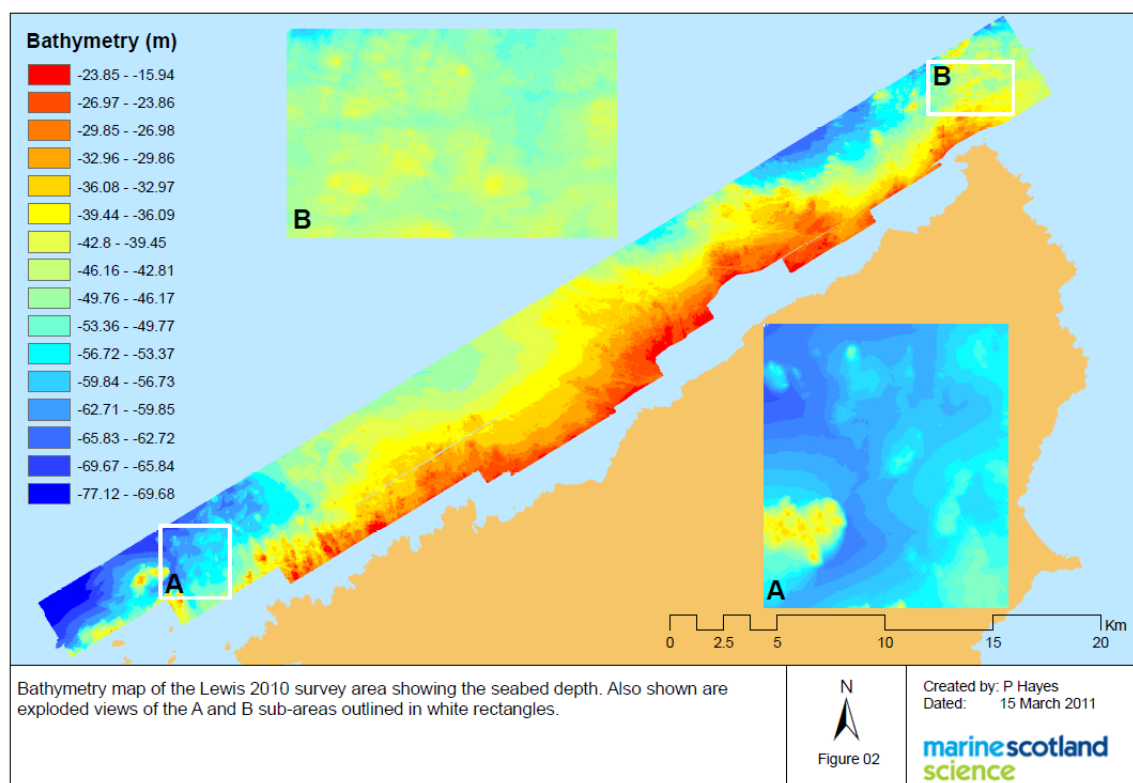 Bathymetry (m)
-23.85 - -15.94
-26.97 - -23.86
-29.85 - -26.98
-32.96 - -29.86
-36.08 - -32.97
-39.44 - -36.09
-42.8 - -39.45
-46.16 - -42.81
-49.76 - -46.17
-53.36 - -49.77
-56.72 - -53.37
-59.84 - -56.73
-62.71 - -59.85
-65.83 - -62.72
-69.67 - -65.84
-77.12 - -69.68
B
B
A
A
Km
0 2.5 5 10 15 20
Bathymetry map of the Lewis 2010 survey area showing the seabed depth. Also shown are
exploded views of the A and B sub-areas outlined in white rectangles.
N
Figure 02
Created by: P Hayes
Dated: 15 March 2011
marinescotland
science